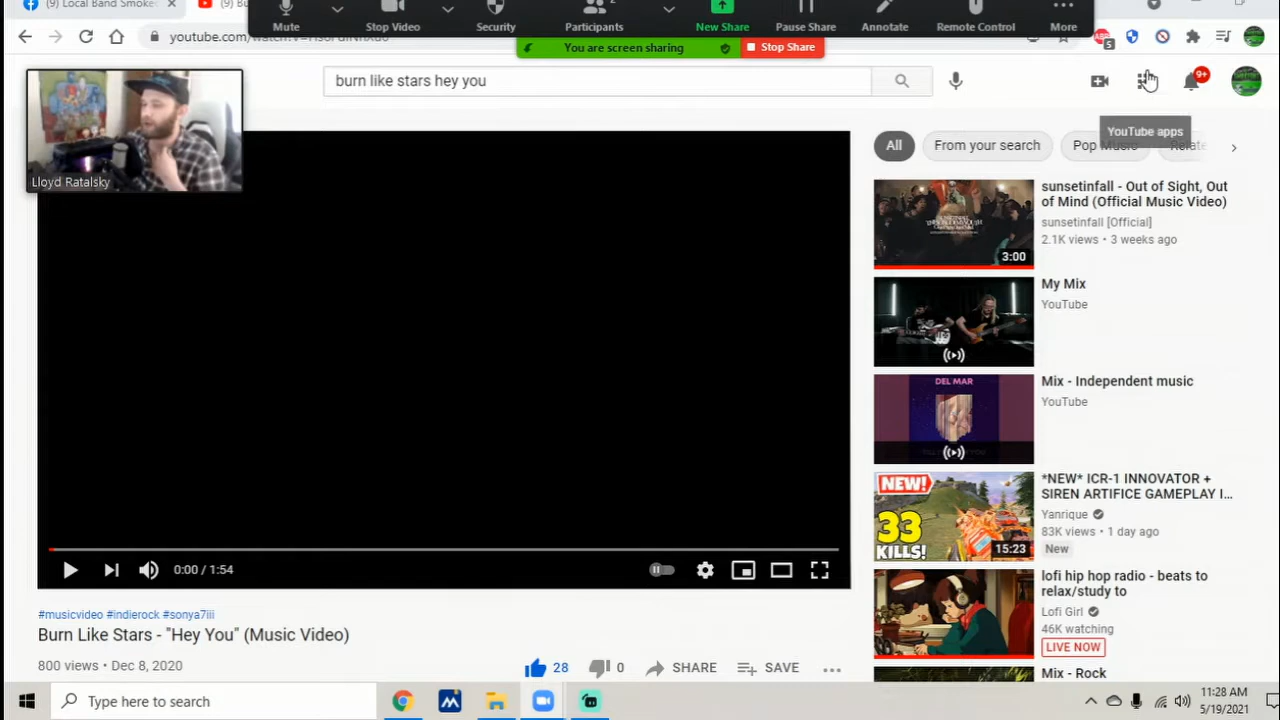 (9) Local Band Smoke
(9) Bu
Mute
Stop Video
Security
Participants
New Share
Pause Share
Annotate
Remote Control
More
You are screen sharing
Stop Share
5
burn like stars hey you
9+
YouTube apps
Lloyd Ratalsky
All
From your search
Pop Music
Relate
sunsetinfall - Out of Sight, Out
of Mind (Official Music Video)
sunsetinfall [Official]
2.1K views • 3 weeks ago
3:00
My Mix
YouTube
DEL MAR
Mix - Independent music
YouTube
NEW!
33
KILLS!
15:23
*NEW* ICR-1 INNOVATOR +
SIREN ARTIFICE GAMEPLAY I...
Yanrique
83K views • 1 day ago
New
lofi hip hop radio - beats to
relax/study to
Lofi Girl
46K watching
LIVE NOW
Mix - Rock
0:00 / 1:54
#musicvideo #indierock #sonya7iii
Burn Like Stars - "Hey You" (Music Video)
800 views • Dec 8, 2020
28
0
SHARE
SAVE
Type here to search
11:28 AM
5/19/2021